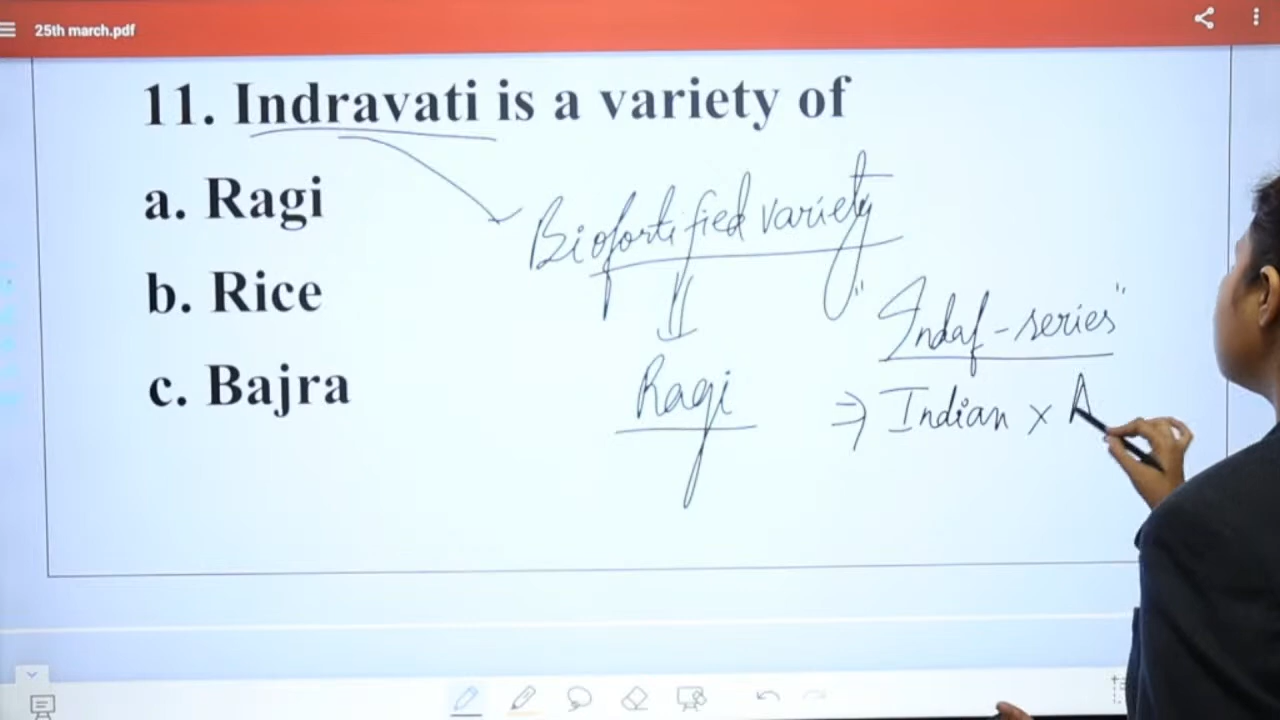 25th march.pdf
11. Indravati is a variety of
a. Ragi
Biofortified variety
b. Rice
"Indaf-series"
c. Bajra
Ragi
⇒ Indian × A